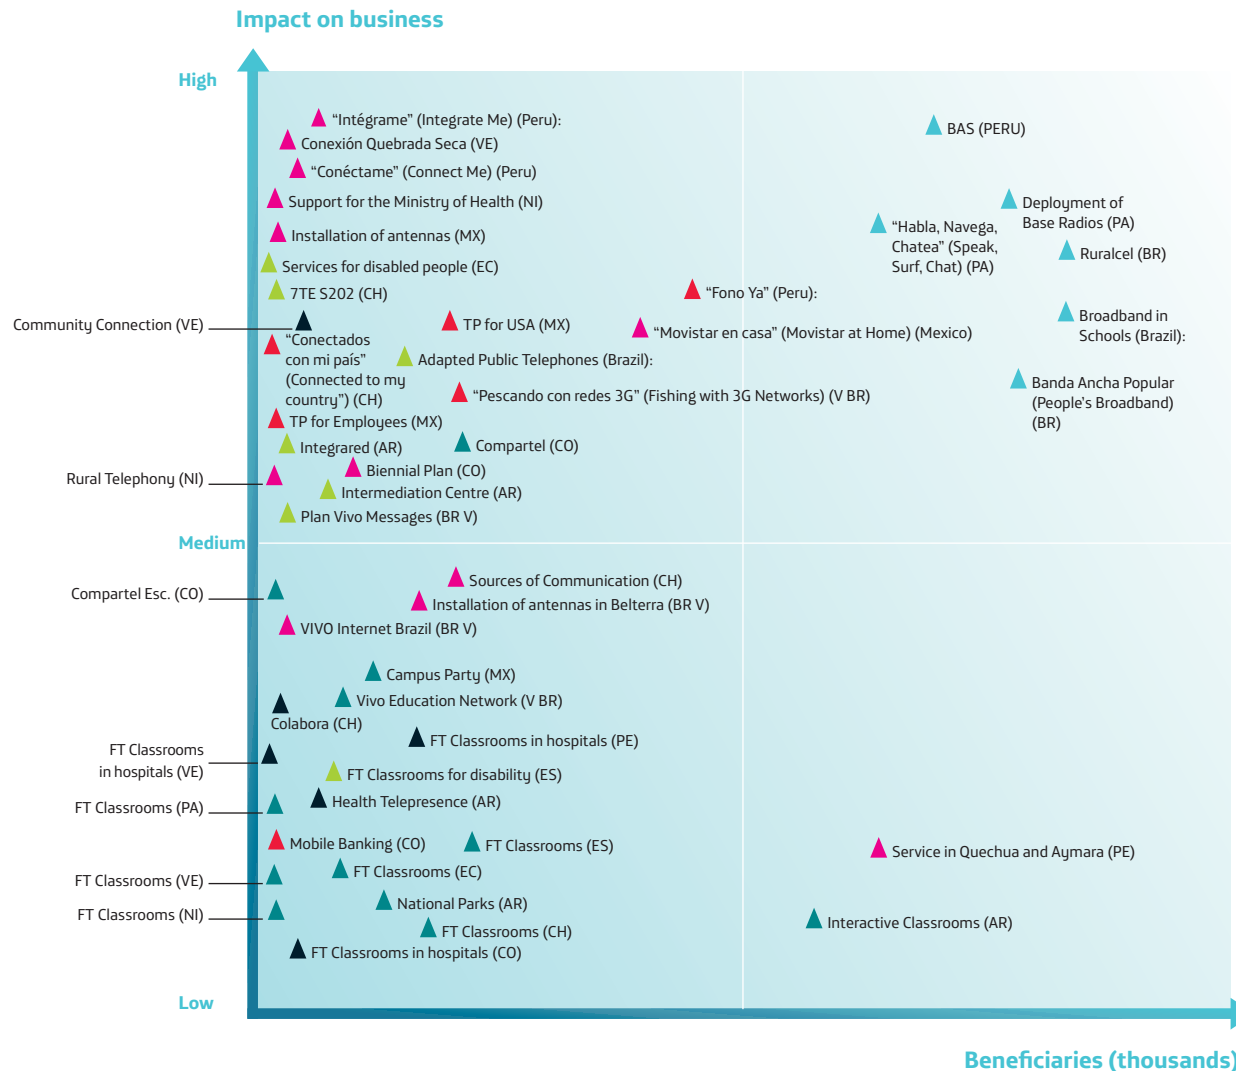 Impact on business
High
“Intégrame” (Integrate Me) (Peru):
BAS (PERU)
Conexión Quebrada Seca (VE)
“Conéctame” (Connect Me) (Peru)
Support for the Ministry of Health (NI)
Deployment of
Base Radios (PA)
“Habla, Navega,
Chatea” (Speak,
Surf, Chat) (PA)
Installation of antennas (MX)
Ruralcel (BR)
Services for disabled people (EC)
7TE S202 (CH)
“Fono Ya” (Peru):
Community Connection (VE)
TP for USA (MX)
“Movistar en casa” (Movistar at Home) (Mexico)
Broadband in
Schools (Brazil):
“Conectados
con mi país”
(Connected to my
country”) (CH)
Adapted Public Telephones (Brazil):
Banda Ancha Popular
(People’s Broadband)
(BR)
“Pescando con redes 3G” (Fishing with 3G Networks) (V BR)
TP for Employees (MX)
Integrared (AR)
Compartel (CO)
Biennial Plan (CO)
Rural Telephony (NI)
Intermediation Centre (AR)
Plan Vivo Messages (BR V)
Medium
Sources of Communication (CH)
Compartel Esc. (CO)
Installation of antennas in Belterra (BR V)
VIVO Internet Brazil (BR V)
Campus Party (MX)
Vivo Education Network (V BR)
Colabora (CH)
FT Classrooms in hospitals (PE)
FT Classrooms
in hospitals (VE)
FT Classrooms for disability (ES)
Health Telepresence (AR)
FT Classrooms (PA)
Mobile Banking (CO)
FT Classrooms (ES)
Service in Quechua and Aymara (PE)
FT Classrooms (EC)
FT Classrooms (VE)
National Parks (AR)
FT Classrooms (NI)
Interactive Classrooms (AR)
FT Classrooms (CH)
FT Classrooms in hospitals (CO)
Low
Beneficiaries (thousands)